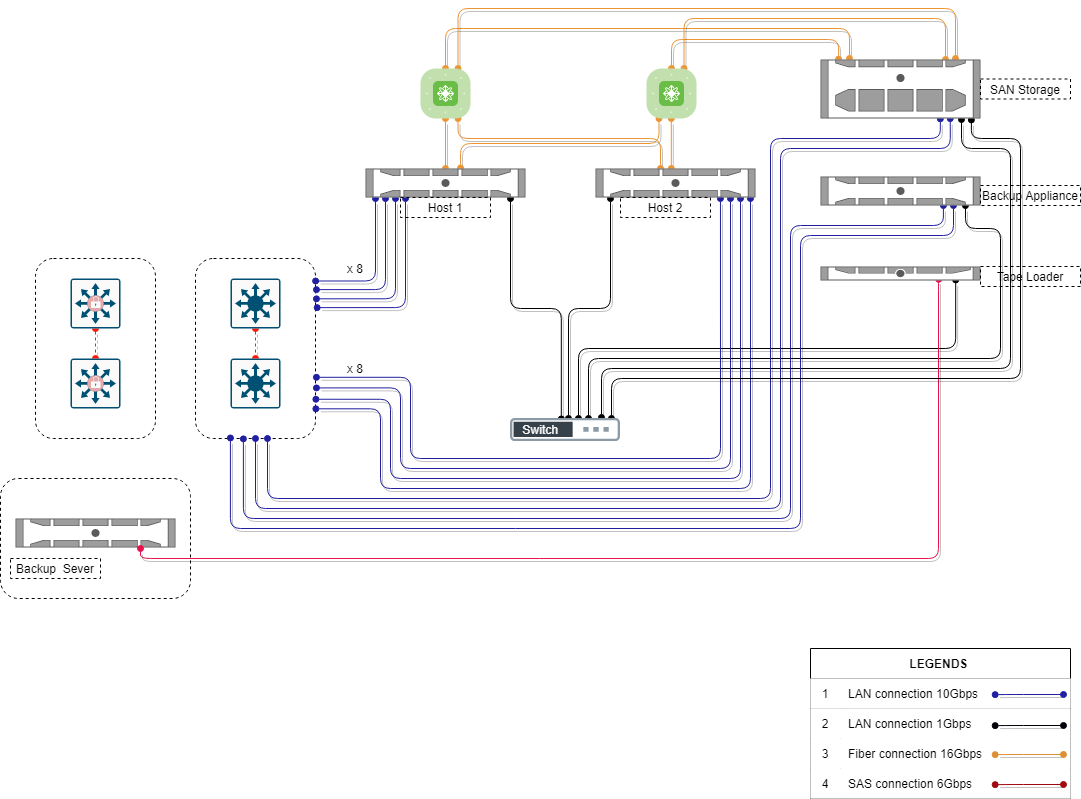 SAN Storage
Backup Appliance
Host 1
Host 2
x 8
Tape Loader
x 8
Switch
Backup Sever
LEGENDS
1 LAN connection 10Gbps
2 LAN connection 1Gbps
3 Fiber connection 16Gbps
4 SAS connection 6Gbps